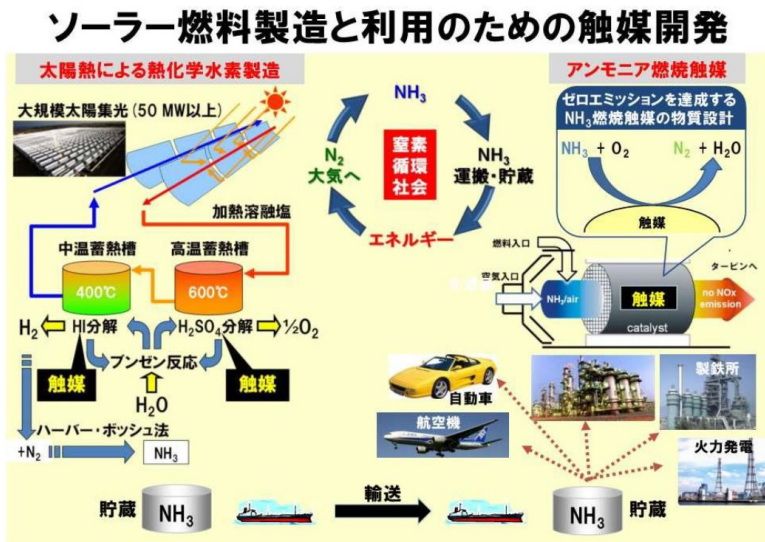 ソーラー燃料製造と利用のための触媒開発
太陽熱による熱化学水素製造
大規模太陽集光(50 MW以上)
加熱溶融塩
中温蓄熱槽
高温蓄熱槽
400℃
600℃
H₂
HI分解
H₂SO₄分解
½O₂
ブンゼン反応
触媒
触媒
H₂O
ハーバー・ボッシュ法
+N₂
NH₃
NH₃
N₂
大気へ
窒素
循環
社会
NH₃
運搬・貯蔵
エネルギー
アンモニア燃焼触媒
ゼロエミッションを達成する
NH₃燃焼触媒の物質設計
NH₃ + O₂
N₂ + H₂O
触媒
燃料入口
空気入口
タービンへ
NH₃/air
触媒
no NOx
emission
catalyst
自動車
航空機
製鉄所
火力発電
貯蔵
NH₃
輸送
NH₃
貯蔵